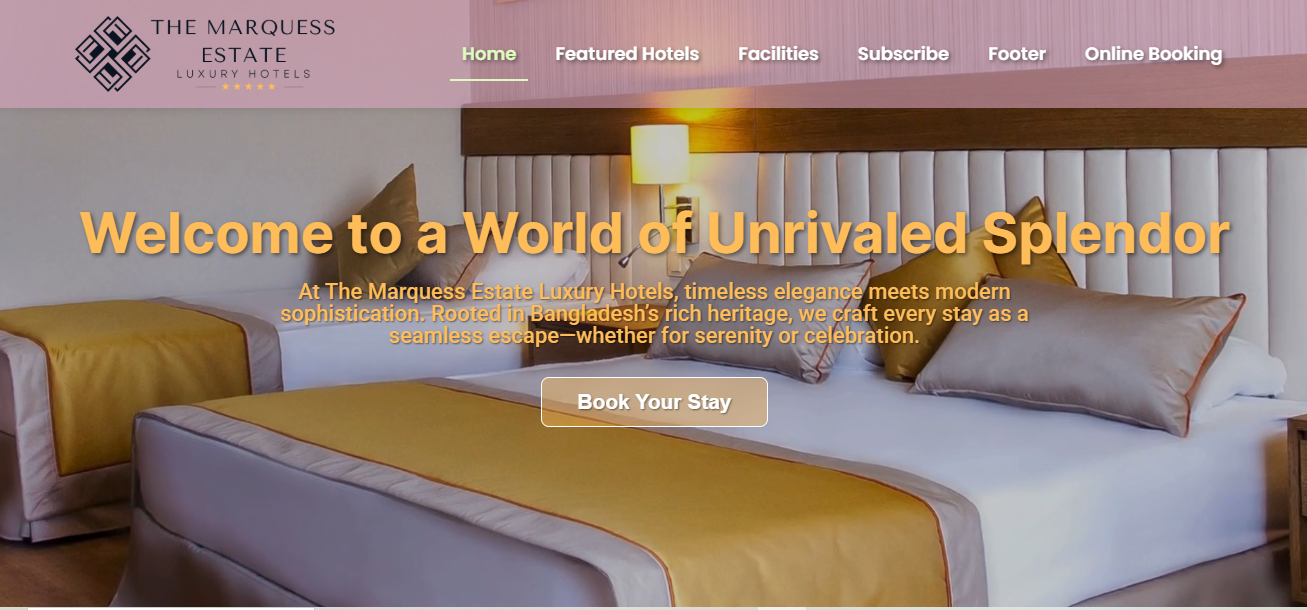 THE MARQUESS
ESTATE
LUXURY HOTELS
Home Featured Hotels Facilities Subscribe Footer Online Booking
Welcome to a World of Unrivaled Splendor
At The Marquess Estate Luxury Hotels, timeless elegance meets modern
sophistication. Rooted in Bangladesh’s rich heritage, we craft every stay as a
seamless escape—whether for serenity or celebration.
Book Your Stay